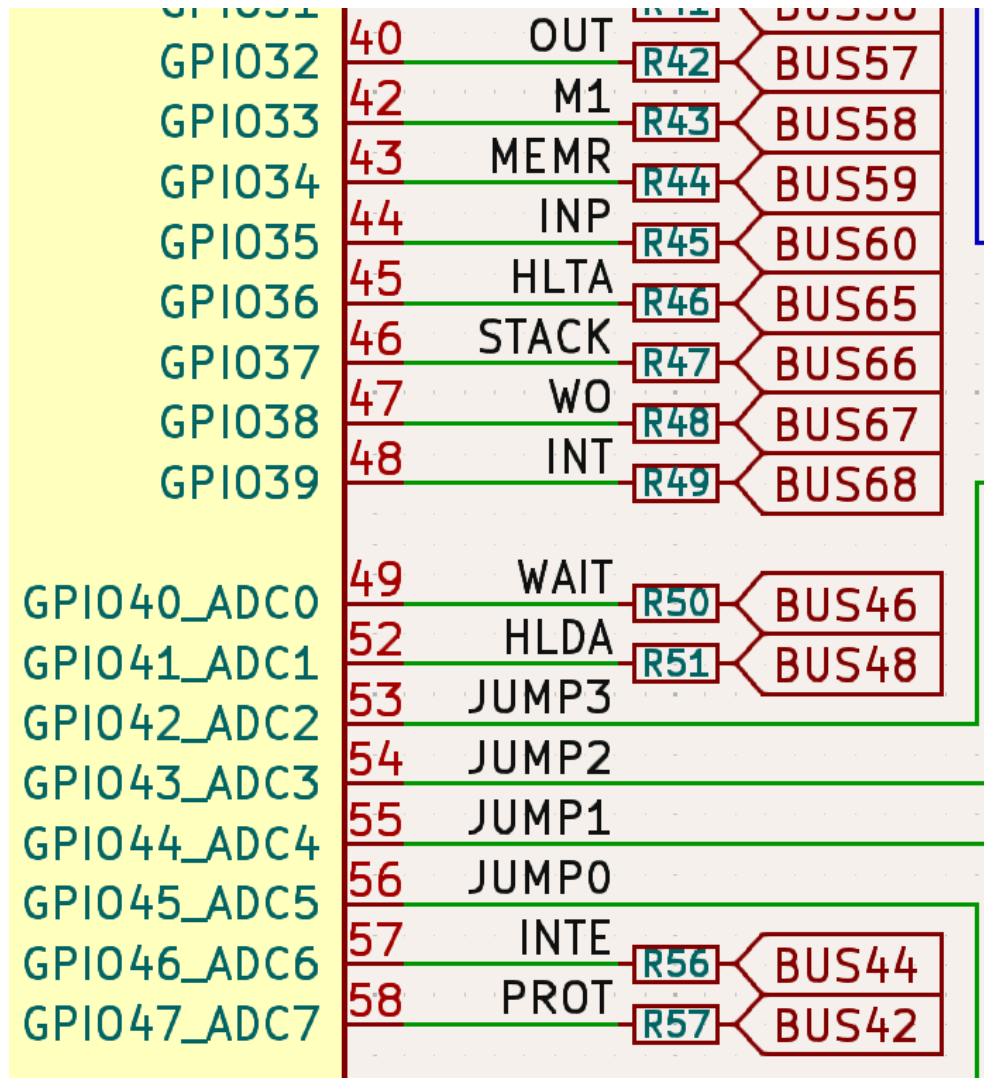 GPIO31 R41 BUS56
GPIO32 40 OUT R42 BUS57
GPIO33 42 M1 R43 BUS58
GPIO34 43 MEMR R44 BUS59
GPIO35 44 INP R45 BUS60
GPIO36 45 HLTA R46 BUS65
GPIO37 46 STACK R47 BUS66
GPIO38 47 WO R48 BUS67
GPIO39 48 INT R49 BUS68
GPIO40_ADC0 49 WAIT R50 BUS46
GPIO41_ADC1 52 HLDA R51 BUS48
GPIO42_ADC2 53 JUMP3
GPIO43_ADC3 54 JUMP2
GPIO44_ADC4 55 JUMP1
GPIO45_ADC5 56 JUMP0
GPIO46_ADC6 57 INTE R56 BUS44
GPIO47_ADC7 58 PROT R57 BUS42